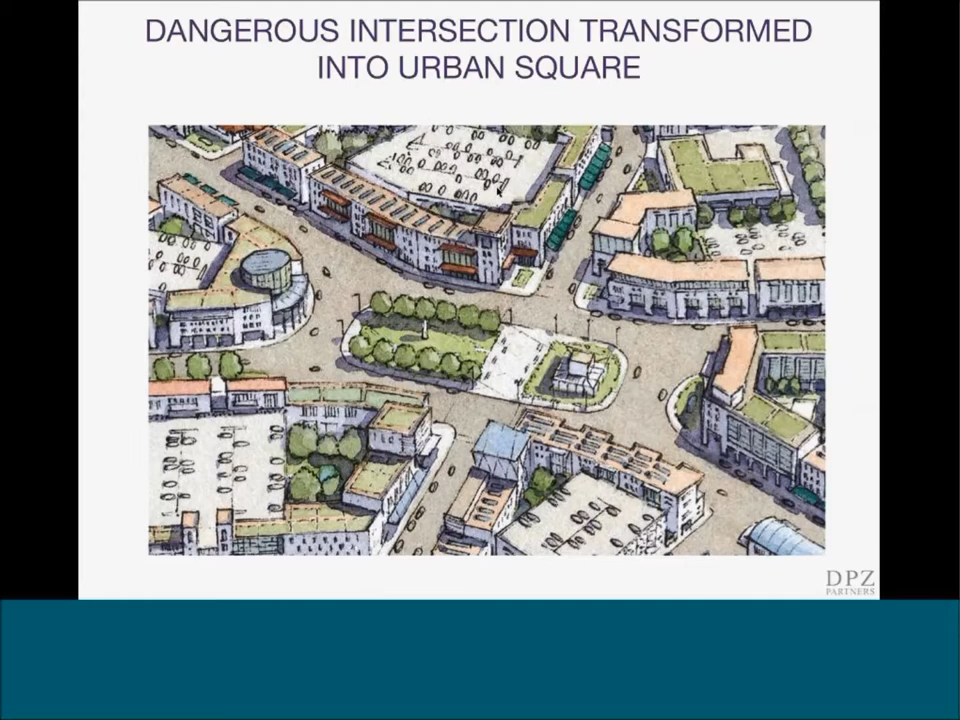 DANGEROUS INTERSECTION TRANSFORMED
INTO URBAN SQUARE
DPZ
PARTNERS